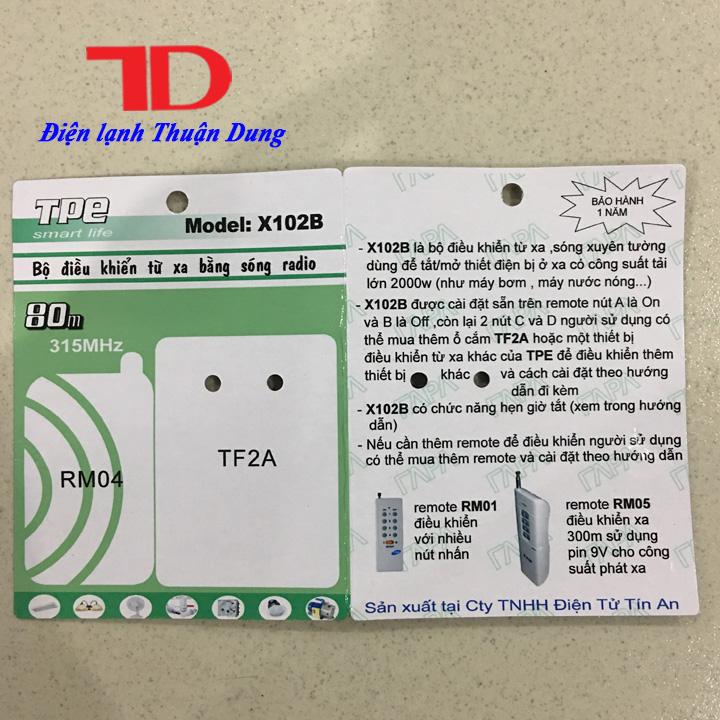 TD
Điện lạnh Thuận Dung
TPE
smart life
Model: X102B
Bộ điều khiển từ xa bằng sóng radio
80m
315MHz
RM04
TF2A
BẢO HÀNH
1 NĂM
- X102B là bộ điều khiển từ xa ,sóng xuyên tường
dùng để tắt/mở thiết điện bị ở xa có công suất tải
lớn 2000w (như máy bơm , máy nước nóng...)
- X102B được cài đặt sẵn trên remote nút A là On
và B là Off ,còn lại 2 nút C và D người sử dụng có
thể mua thêm ổ cắm TF2A hoặc một thiết bị
điều khiển từ xa khác của TPE để điều khiển thêm
thiết bị khác và cách cài đặt theo hướng
dẫn đi kèm
- X102B có chức năng hẹn giờ tắt (xem trong hướng
dẫn)
- Nếu cần thêm remote để điều khiển người sử dụng
có thể mua thêm remote và cài đặt theo hướng dẫn
remote RM01
điều khiển
với nhiều
nút nhấn
remote RM05
điều khiển xa
300m sử dụng
pin 9V cho công
suất phát xa
Sản xuất tại Cty TNHH Điện Tử Tín An